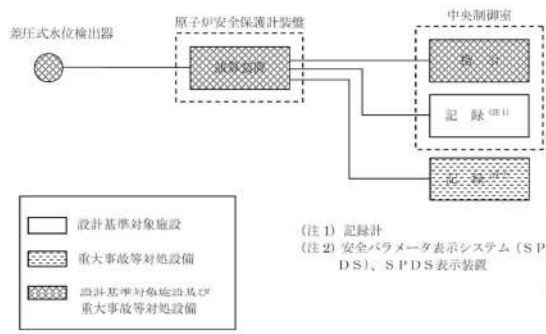 差圧式水位検出器
原子炉安全保護計装盤
中央制御室
演算装置
指 示
記 録(注1)
記 録(注2)
設計基準対象施設
重大事故等対処設備
設計基準対象施設及び
重大事故等対処設備
(注1) 記録計
(注2) 安全パラメータ表示システム(SP
DS)、SPDS表示装置